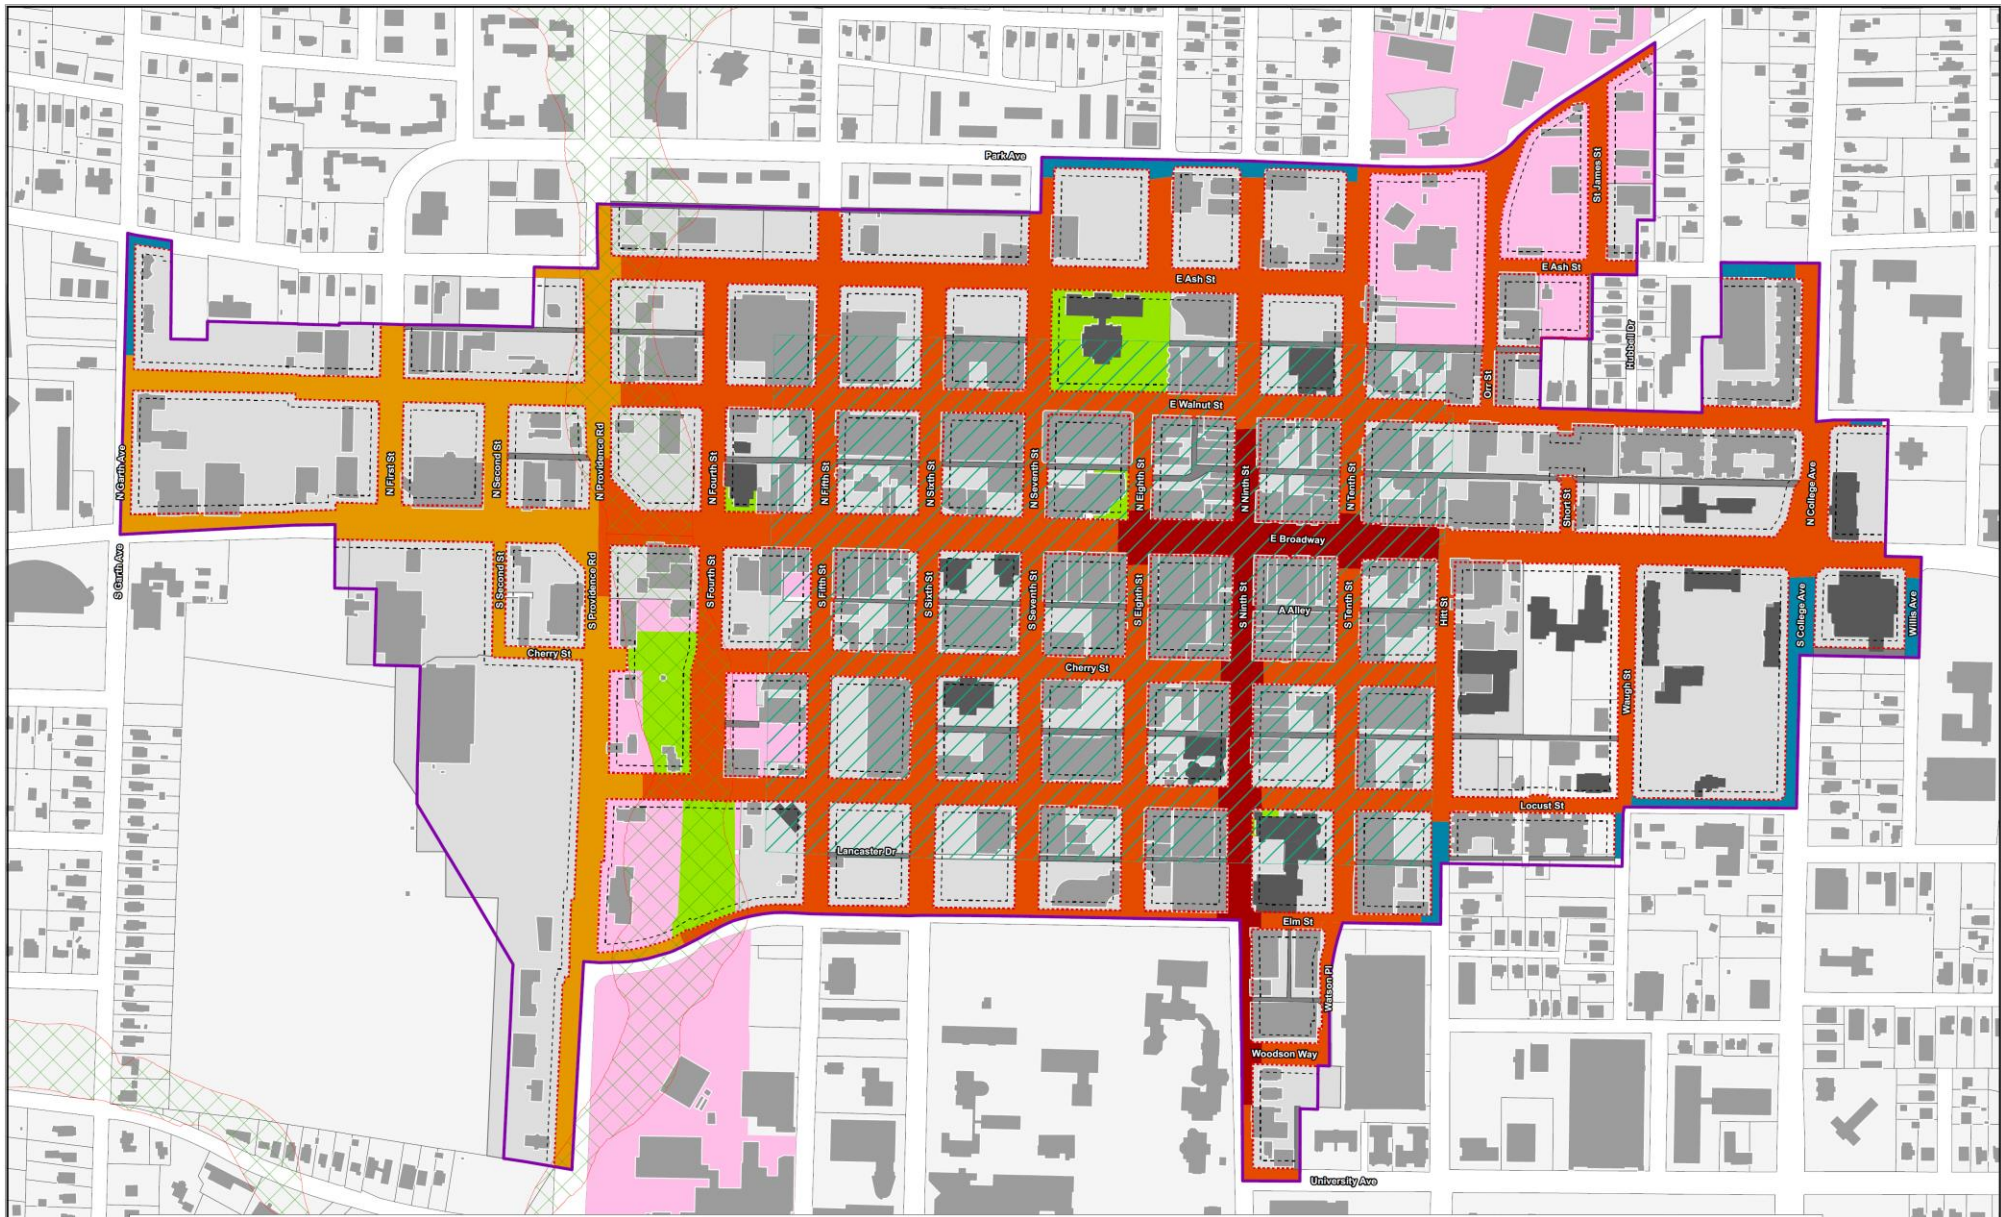 Park Ave
St James St
E Ash St
E Ash St
Hubbell Dr
Orr St
E Walnut St
N Garth Ave
N First St
N Second St
N Providence Rd
N Fourth St
N Fifth St
N Sixth St
N Seventh St
N Eighth St
N Ninth St
N Tenth St
Short St
N College Ave
E Broadway
S Garth Ave
S Second St
S Providence Rd
S Fourth St
S Fifth St
S Sixth St
S Seventh St
S Eighth St
S Ninth St
A Alley
S Tenth St
Hitt St
Waugh St
S College Ave
Willis Ave
Cherry St
Cherry St
Locust St
Lancaster Dr
Elm St
Watson Pl
Woodson Way
University Ave